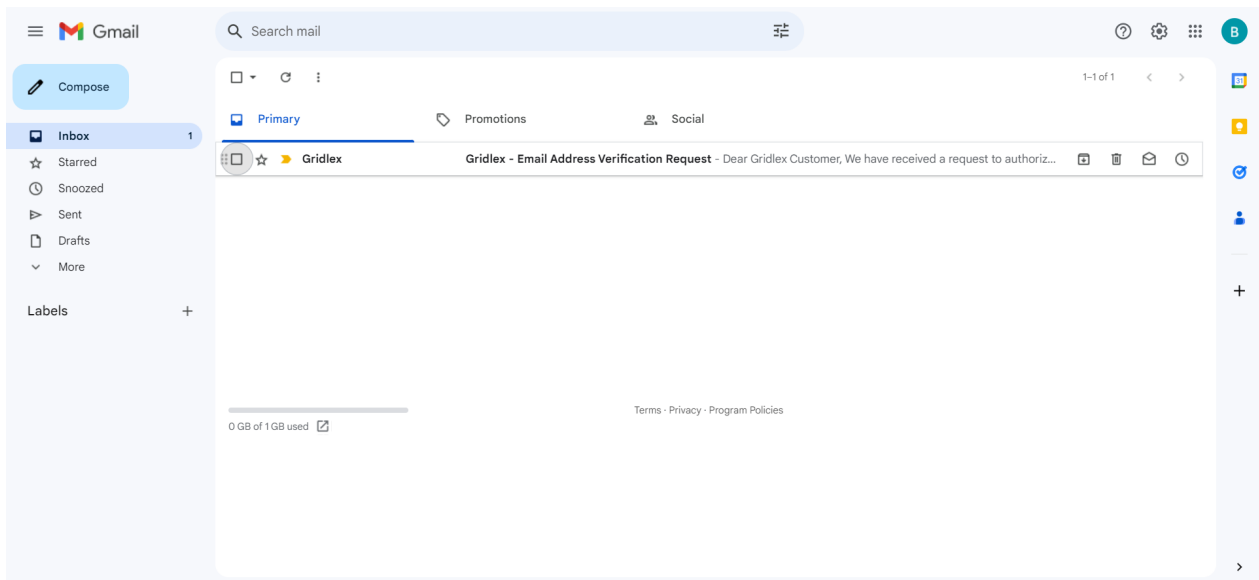 Gmail
Search mail
B
Compose
1–1 of 1
31
Primary
Promotions
Social
Inbox 1
Gridlex Gridlex - Email Address Verification Request - Dear Gridlex Customer, We have received a request to authoriz...
Starred
Snoozed
Sent
Drafts
More
Labels
Terms · Privacy · Program Policies
0 GB of 1 GB used